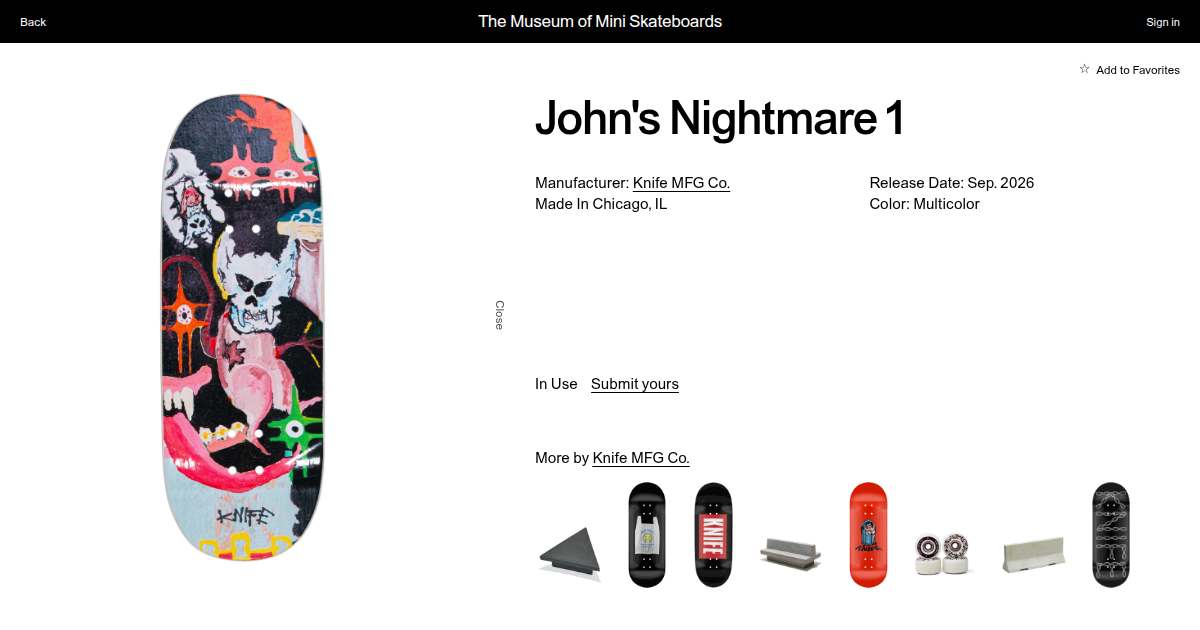 Back
The Museum of Mini Skateboards
Sign in
☆ Add to Favorites
John's Nightmare 1
Manufacturer: Knife MFG Co.
Release Date: Sep. 2026
Made In Chicago, IL
Color: Multicolor
Close
In Use Submit yours
More by Knife MFG Co.
KNIFE
KNIFE